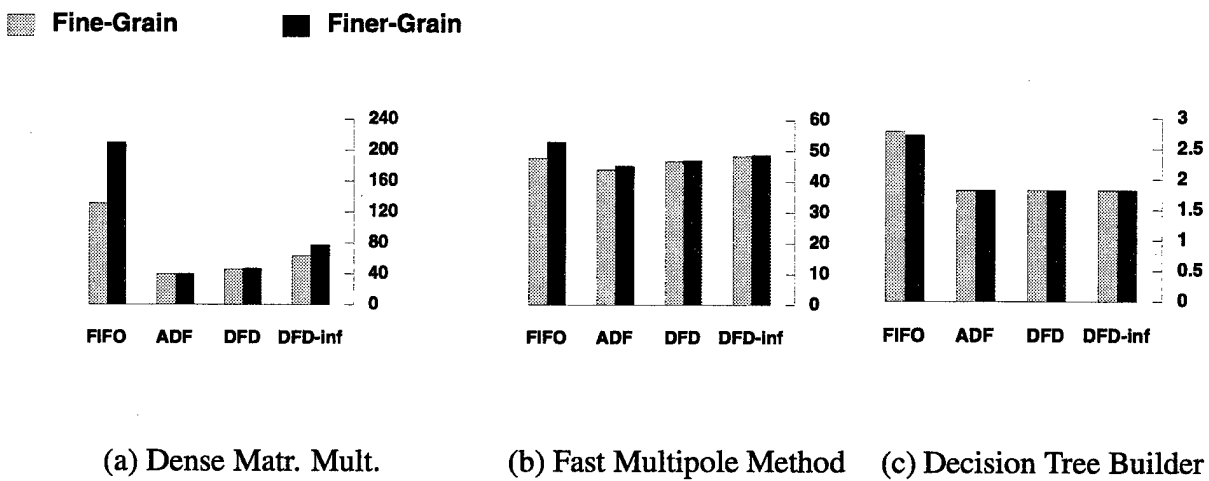 Fine-Grain
Finer-Grain
240
200
160
120
80
40
0
FIFO ADF DFD DFD-inf
(a) Dense Matr. Mult.
60
50
40
30
20
10
0
FIFO ADF DFD DFD-inf
(b) Fast Multipole Method
3
2.5
2
1.5
1
0.5
0
FIFO ADF DFD DFD-inf
(c) Decision Tree Builder